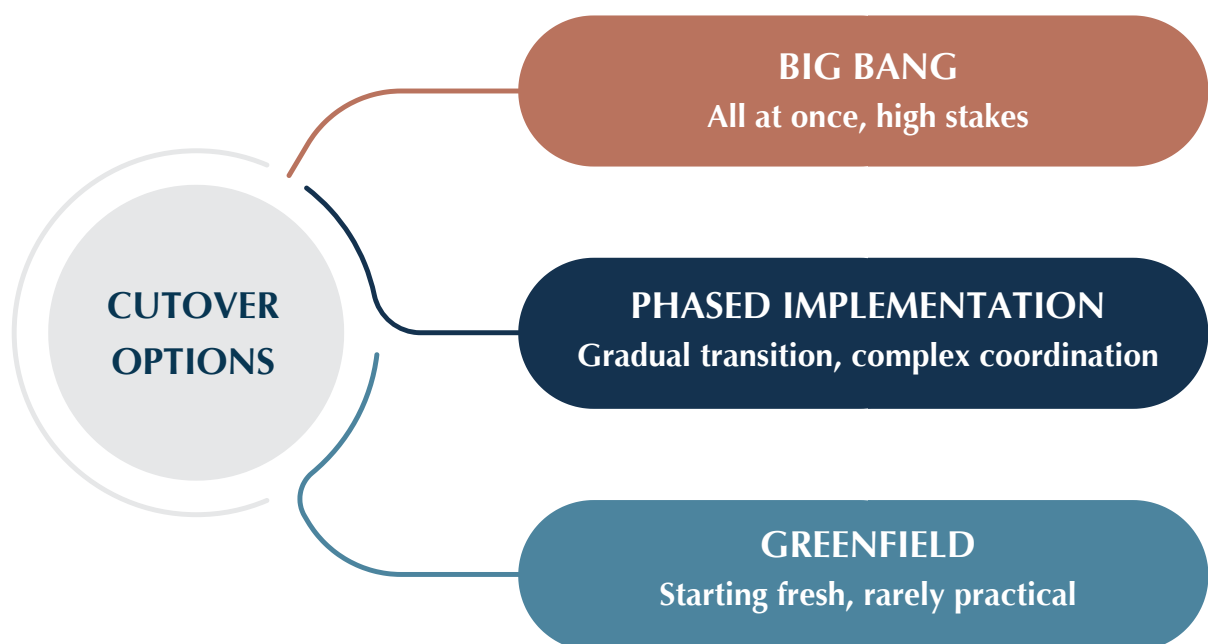 CUTOVER
OPTIONS
BIG BANG
All at once, high stakes
PHASED IMPLEMENTATION
Gradual transition, complex coordination
GREENFIELD
Starting fresh, rarely practical